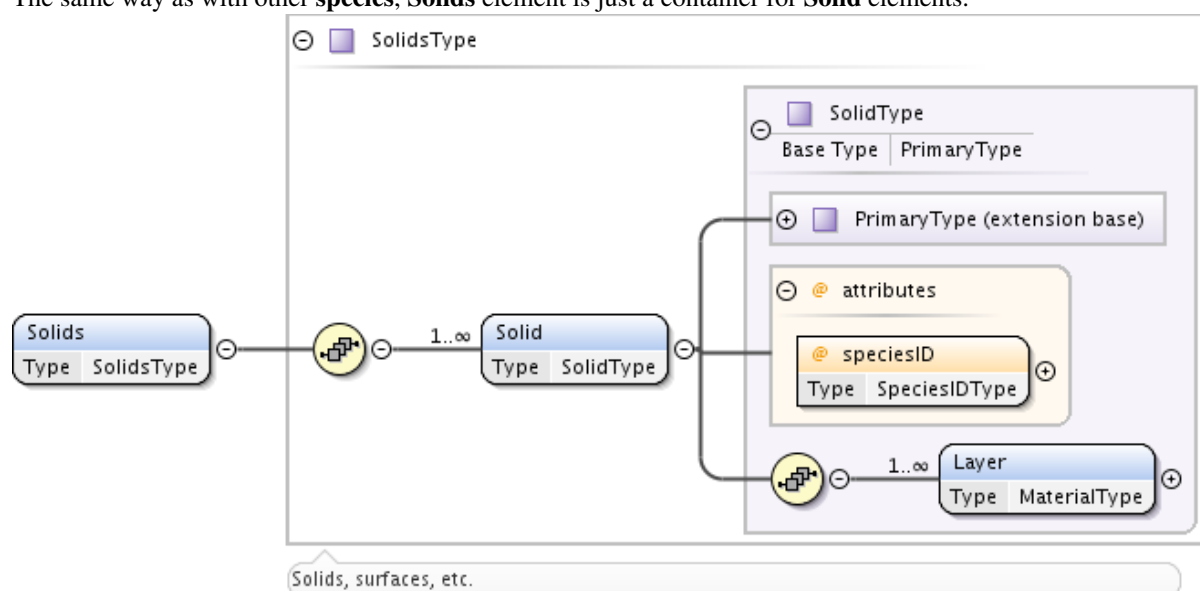 The same way as with other species, Solids element is just a container for Solid elements.
SolidsType
SolidType
Base Type PrimaryType
PrimaryType (extension base)
@ attributes
Solids
Type SolidsType
1..∞
Solid
Type SolidType
@ speciesID
Type SpeciesIDType
1..∞
Layer
Type MaterialType
Solids, surfaces, etc.